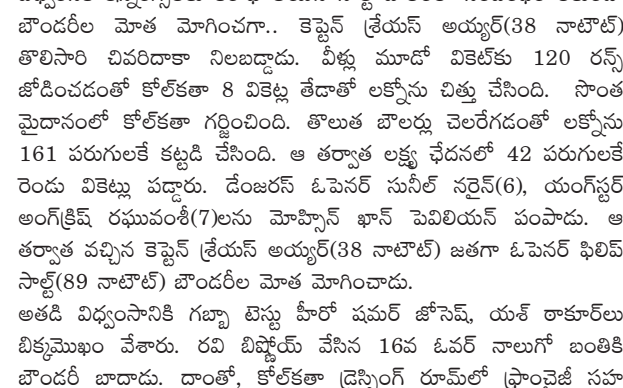 బౌండరీల మోత మోగించగా.. కెప్టెన్ శ్రేయస్ అయ్యర్(38 నాటౌట్)
తొలిసారి చివరిదాకా నిలబడ్డాడు. వీళ్లు మూడో వికెట్‌కు 120 రన్స్
జోడించడంతో కోల్‌కతా 8 వికెట్ల తేడాతో లక్నోను చిత్తు చేసింది. సొంత
మైదానంలో కోల్‌కతా గర్జించింది. తొలుత బౌలర్లు చెలరేగడంతో లక్నోను
161 పరుగులకే కట్టడి చేసింది. ఆ తర్వాత లక్ష్య ఛేదనలో 42 పరుగులకే
రెండు వికెట్లు పడ్డారు. డేంజరస్ ఓపెనర్ సునీల్ నరైన్(6), యంగ్‌స్టర్
అంగ్‌క్రిష్ రఘువంశీ(7)లను మోహ్సిన్ ఖాన్ పెవిలియన్ పంపాడు. ఆ
తర్వాత వచ్చిన కెప్టెన్ శ్రేయస్ అయ్యర్(38 నాటౌట్) జతగా ఓపెనర్ ఫిలిప్
సాల్ట్(89 నాటౌట్) బౌండరీల మోత మోగించాడు.
అతడి విధ్వంసానికి గబ్బా టెస్టు హీరో షమర్ జోసెష్, యశ్ ఠాకూర్‌లు
బిక్కమొఖం వేశారు. రవి బిష్ణోయ్ వేసిన 16వ ఓవర్ నాలుగో బంతికి
బౌండరీ బాదాడు. దాంతో, కోల్‌కతా డ్రెస్సింగ్ రూమ్‌లో ఫ్రాంచైజీ సహ